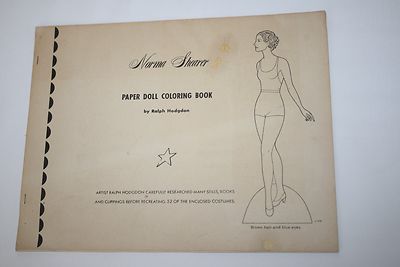 Norma Shearer
PAPER DOLL COLORING BOOK
by Ralph Hodgdon
ARTIST RALPH HODGDON CAREFULLY RESEARCHED MANY STILLS, BOOKS,
AND CLIPPINGS BEFORE RECREATING 52 OF THE ENCLOSED COSTUMES.
Brown hair and blue eyes